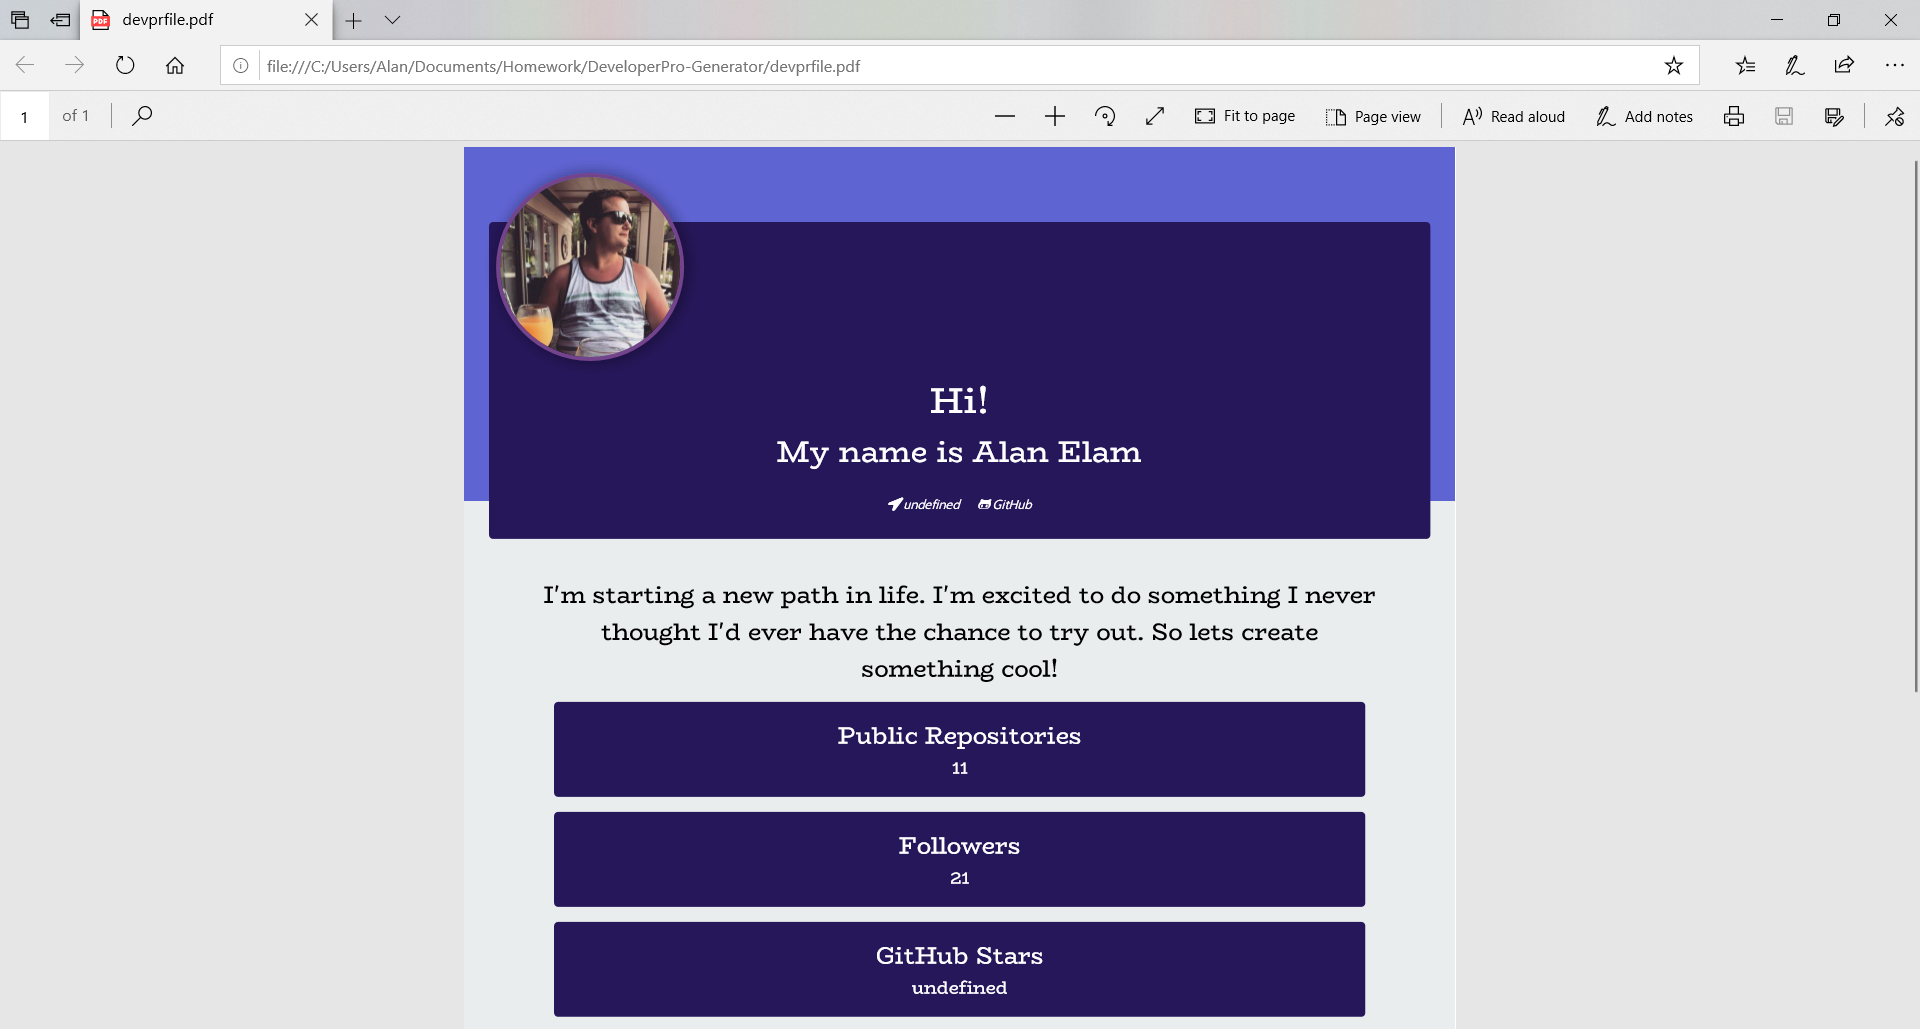 devprfile.pdf
file:///C:/Users/Alan/Documents/Homework/DeveloperPro-Generator/devprfile.pdf
1 of 1
Fit to page
Page view
Read aloud
Add notes
Hi!
My name is Alan Elam
undefined GitHub
I'm starting a new path in life. I'm excited to do something I never
thought I'd ever have the chance to try out. So lets create
something cool!
Public Repositories
11
Followers
21
GitHub Stars
undefined